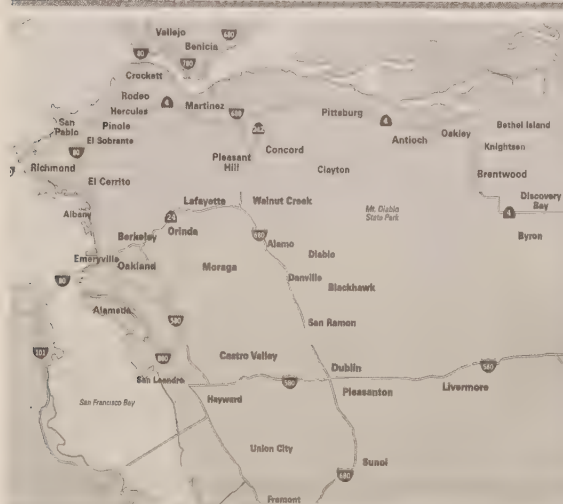 Vallejo
680
Benicia
80
780
Crockett
Rodeo
4
Martinez
Hercules
680
Pittsburg
4
San
Pablo
Pinole
242
Antioch
Oakley
Bethel Island
El Sobrante
Concord
Knightsen
80
Pleasant
Hill
Richmond
Clayton
Brentwood
El Cerrito
Lafayette
Walnut Creek
Discovery
Bay
Albany
24
Mt. Diablo
State Park
4
Orinda
Berkeley
680
Alamo
Byron
Emeryville
Oakland
Moraga
Diablo
80
Danville
Blackhawk
Alameda
580
San Ramon
101
880
Castro Valley
Dublin
580
San Leandro
580
Pleasanton
Livermore
San Francisco Bay
Hayward
Union City
Sunol
680
Fremont